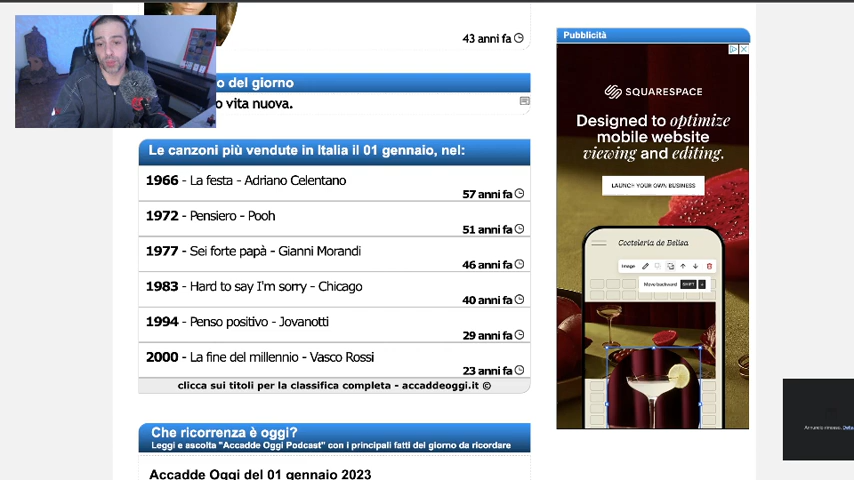 43 anni fa
Pubblicità
o del giorno
o vita nuova.
Le canzoni più vendute in Italia il 01 gennaio, nel:
1966 - La festa - Adriano Celentano
57 anni fa
1972 - Pensiero - Pooh
51 anni fa
1977 - Sei forte papà - Gianni Morandi
46 anni fa
1983 - Hard to say I'm sorry - Chicago
40 anni fa
1994 - Penso positivo - Jovanotti
29 anni fa
2000 - La fine del millennio - Vasco Rossi
23 anni fa
clicca sui titoli per la classifica completa - accaddeoggi.it ©
Che ricorrenza è oggi?
Leggi e ascolta "Accadde Oggi Podcast" con i principali fatti del giorno da ricordare
Accadde Oggi del 01 gennaio 2023
SQUARESPACE
Designed to optimize
mobile website
viewing and editing.
LAUNCH YOUR OWN BUSINESS
Cocteleria de Belisa
Image
Move backward SHIFT